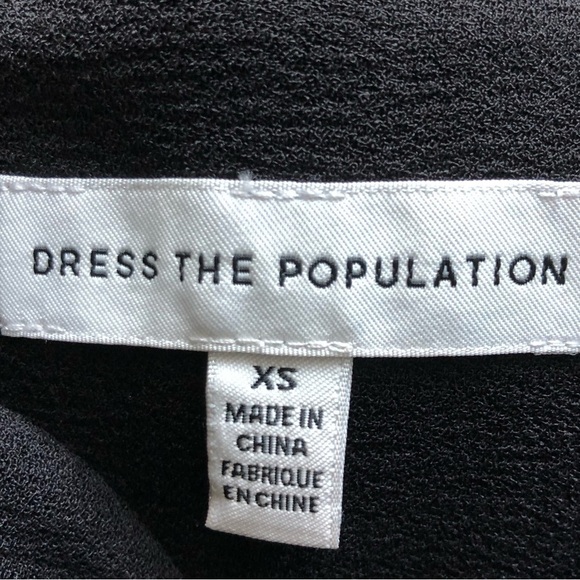 DRESS THE POPULATION
XS
MADE IN
CHINA
FABRIQUE
EN CHINE